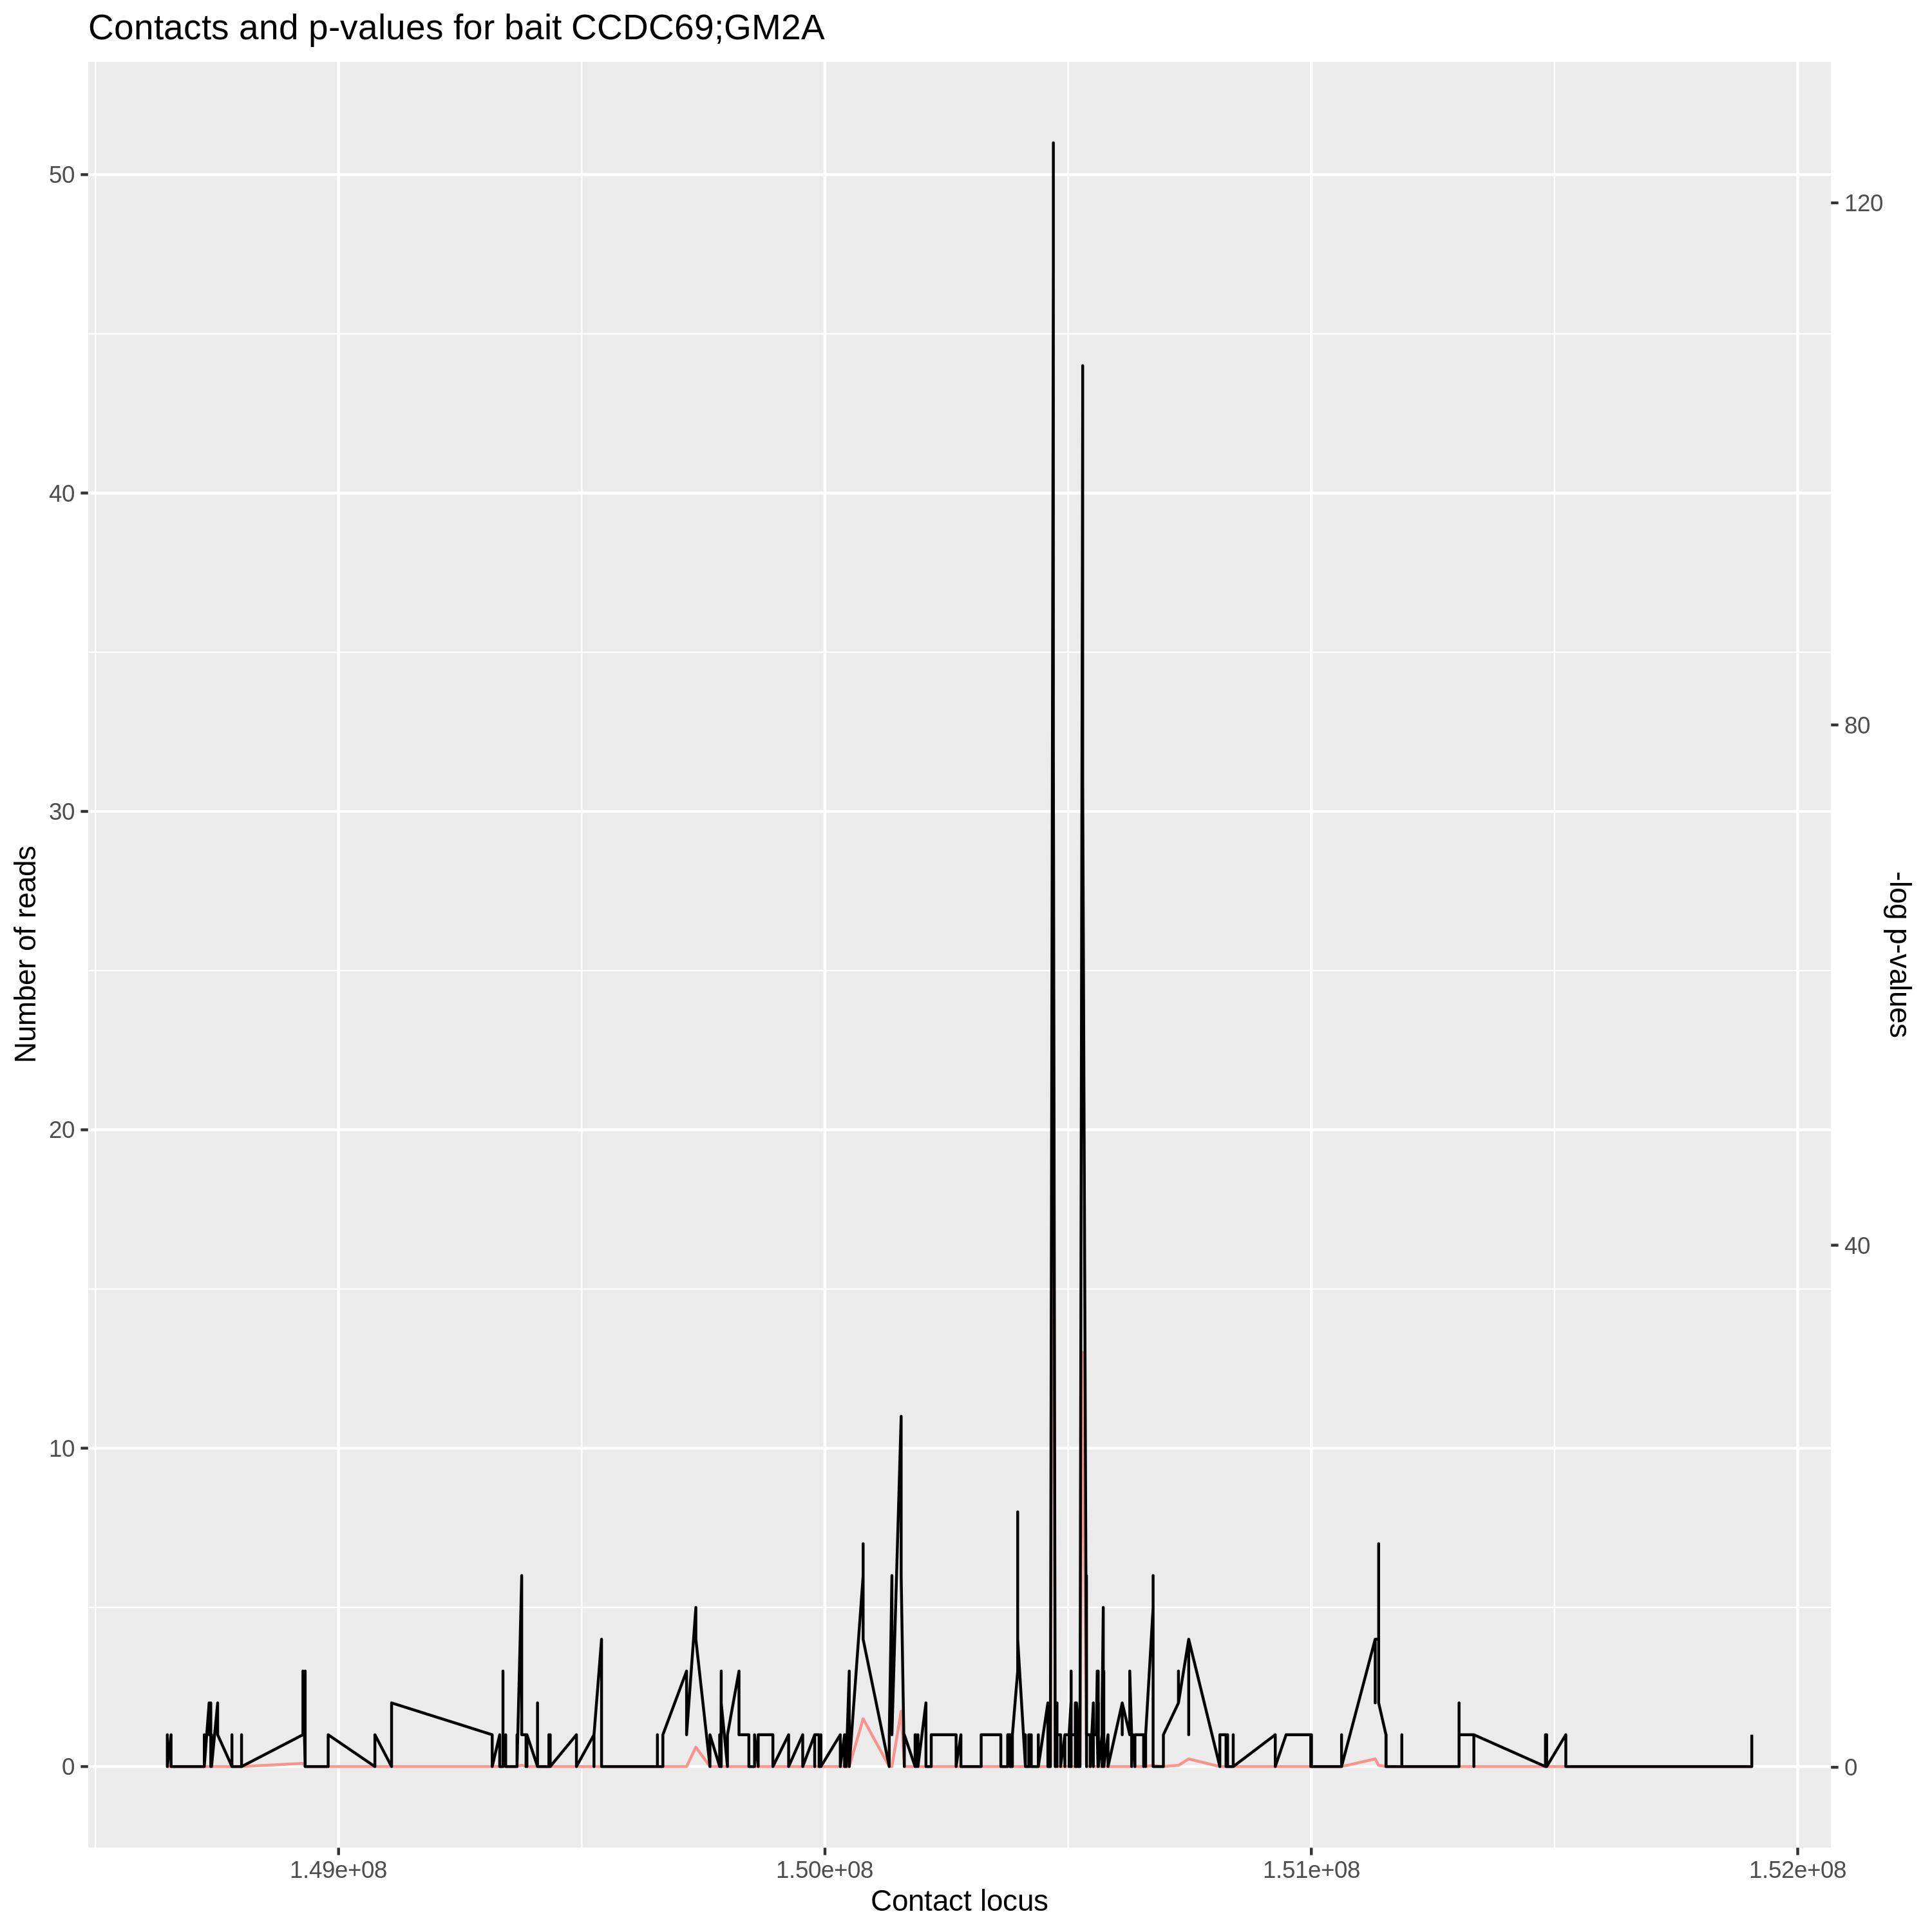 Contacts and p-values for bait CCDC69;GM2A
50
40
30
20
10
0
Number of reads
120
80
40
0
-log p-values
1.49e+08
1.50e+08
1.51e+08
1.52e+08
Contact locus